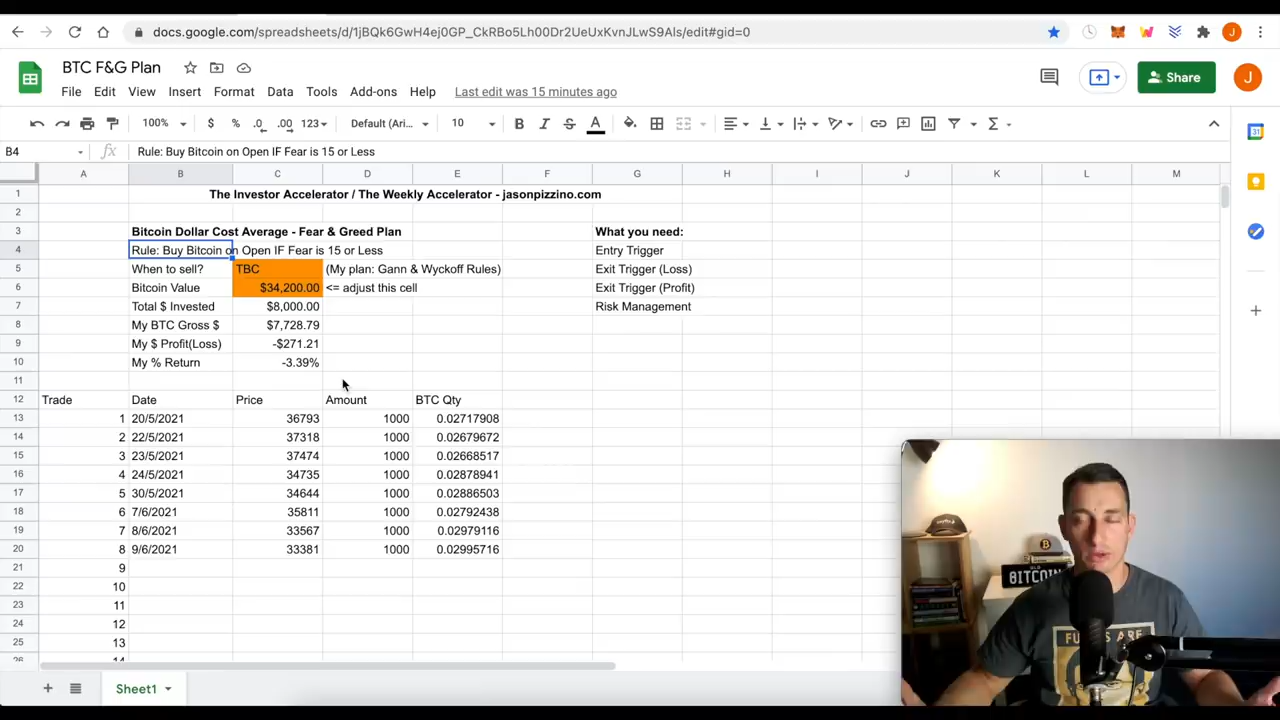 docs.google.com/spreadsheets/d/1jBQk6GwH4ej0GP_CkRBo5Lh00Dr2UeUxKvnJLwS9AIs/edit#gid=0
J
BTC F&G Plan
File Edit View Insert Format Data Tools Add-ons Help Last edit was 15 minutes ago
Share
J
100% $ % .0 .00 123 Default (Ari... 10 B I S A
31
B4 fx Rule: Buy Bitcoin on Open IF Fear is 15 or Less
A B C D E F G H I J K L M
1 The Investor Accelerator / The Weekly Accelerator - jasonpizzino.com
2
3 Bitcoin Dollar Cost Average - Fear & Greed Plan What you need:
4 Rule: Buy Bitcoin on Open IF Fear is 15 or Less Entry Trigger
5 When to sell? TBC (My plan: Gann & Wyckoff Rules) Exit Trigger (Loss)
6 Bitcoin Value $34,200.00 <= adjust this cell Exit Trigger (Profit)
7 Total $ Invested $8,000.00 Risk Management
8 My BTC Gross $ $7,728.79
9 My $ Profit(Loss) -$271.21
10 My % Return -3.39%
11
12 Trade Date Price Amount BTC Qty
13 1 20/5/2021 36793 1000 0.02717908
14 2 22/5/2021 37318 1000 0.02679672
15 3 23/5/2021 37474 1000 0.02668517
16 4 24/5/2021 34735 1000 0.02878941
17 5 30/5/2021 34644 1000 0.02886503
18 6 7/6/2021 35811 1000 0.02792438
19 7 8/6/2021 33567 1000 0.02979116
20 8 9/6/2021 33381 1000 0.02995716
21 9
22 10
23 11
24 12
25 13
26 14
BITCOIN
Sheet1